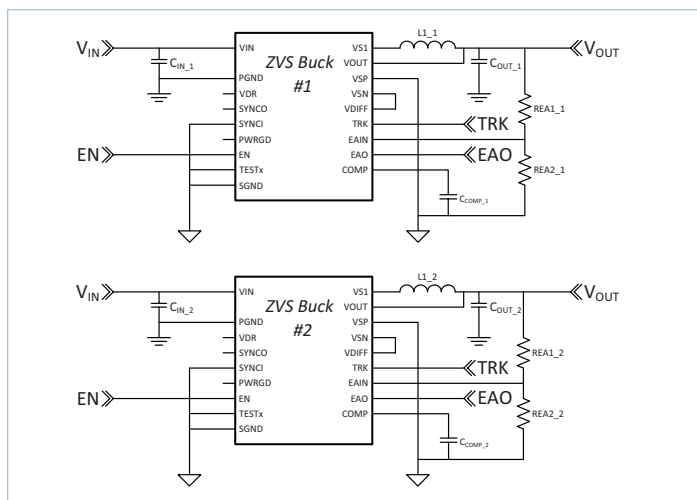 VIN
CIN_1
VIN
PGND
VDR
SYNCO
SYNCI
PWRGD
EN
EN
TESTx
SGND
ZVS Buck
#1
VS1
VOUT
VSP
VSN
VDIFF
TRK
EAIN
EAO
COMP
L1_1
COUT_1
VOUT
REA1_1
TRK
EAO
REA2_1
CCOMP_1
VIN
CIN_2
VIN
PGND
VDR
SYNCO
SYNCI
PWRGD
EN
EN
TESTx
SGND
ZVS Buck
#2
VS1
VOUT
VSP
VSN
VDIFF
TRK
EAIN
EAO
COMP
L1_2
COUT_2
VOUT
REA1_2
TRK
EAO
REA2_2
CCOMP_2